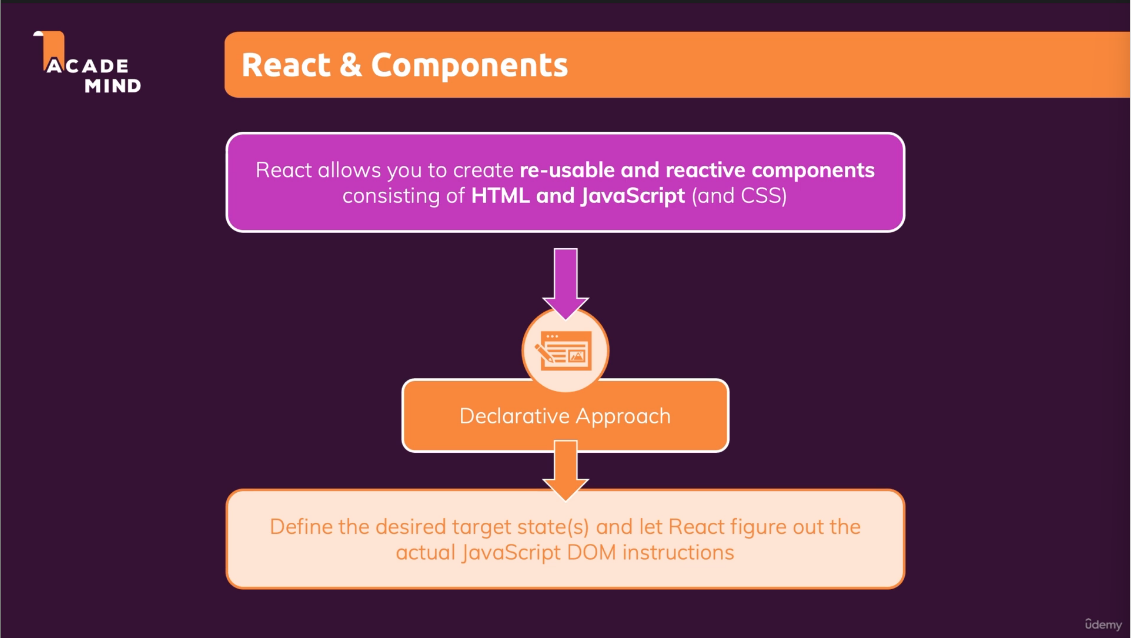 ACADE
MIND
React & Components
React allows you to create re-usable and reactive components
consisting of HTML and JavaScript (and CSS)
Declarative Approach
Define the desired target state(s) and let React figure out the
actual JavaScript DOM instructions
ûdemy